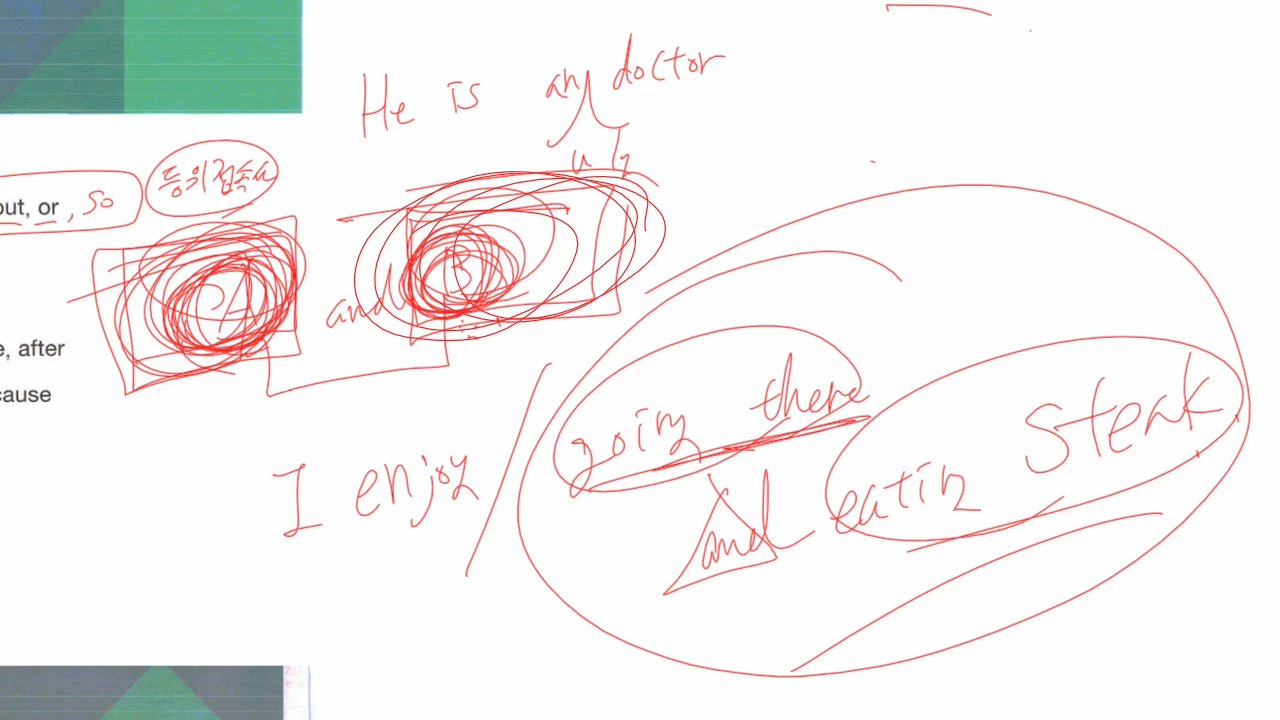 He is any doctor
등위접속사
out, or, so
A and B
e, after
cause
going there
I enjoy
and eating steak